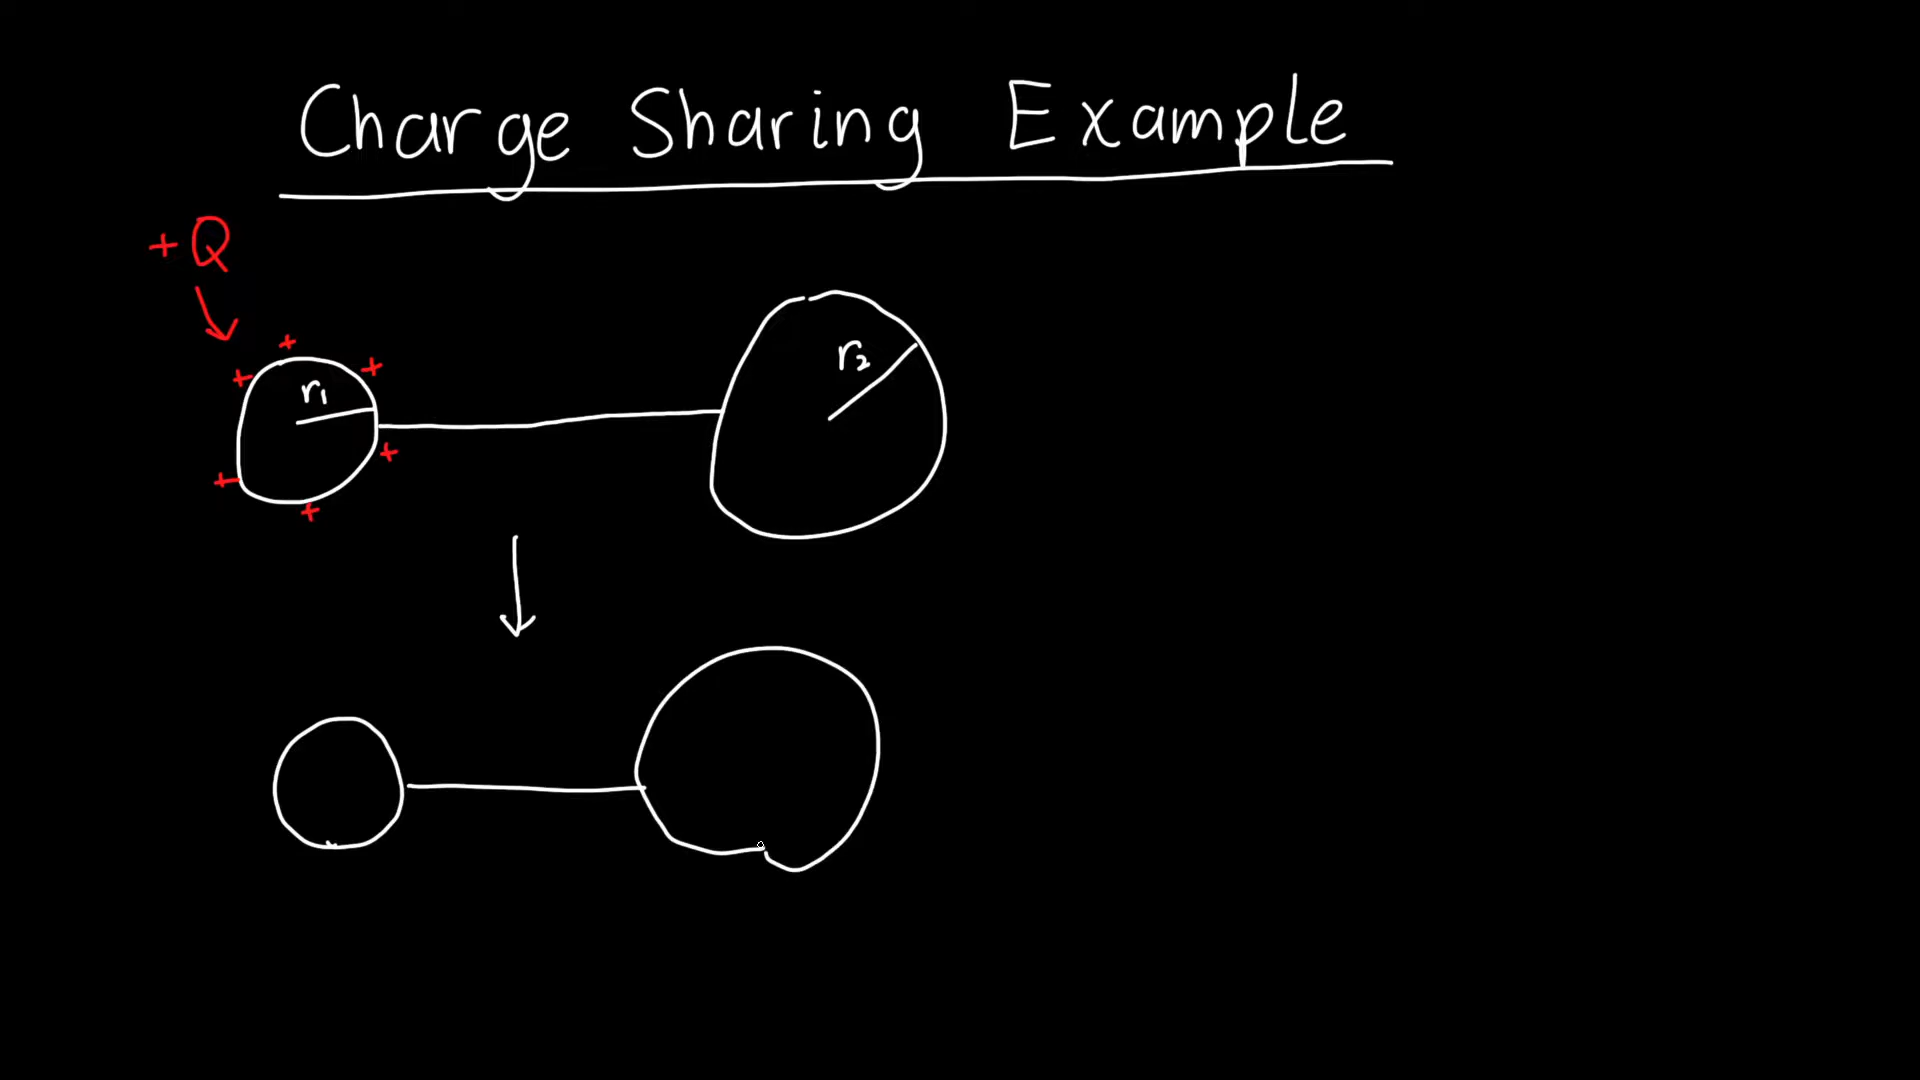 Charge Sharing Example
+Q
+ + +
r₁ r₂
+
+
+